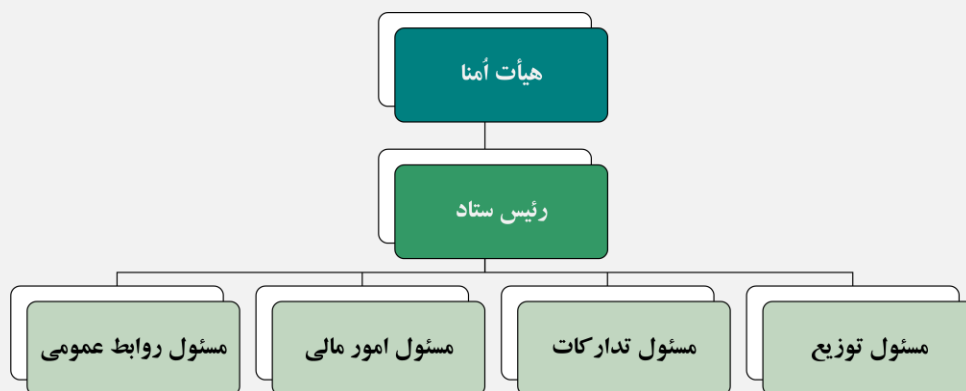 هیأت اُمنا
رئیس ستاد
مسئول توزیع
مسئول تدارکات
مسئول امور مالی
مسئول روابط عمومی